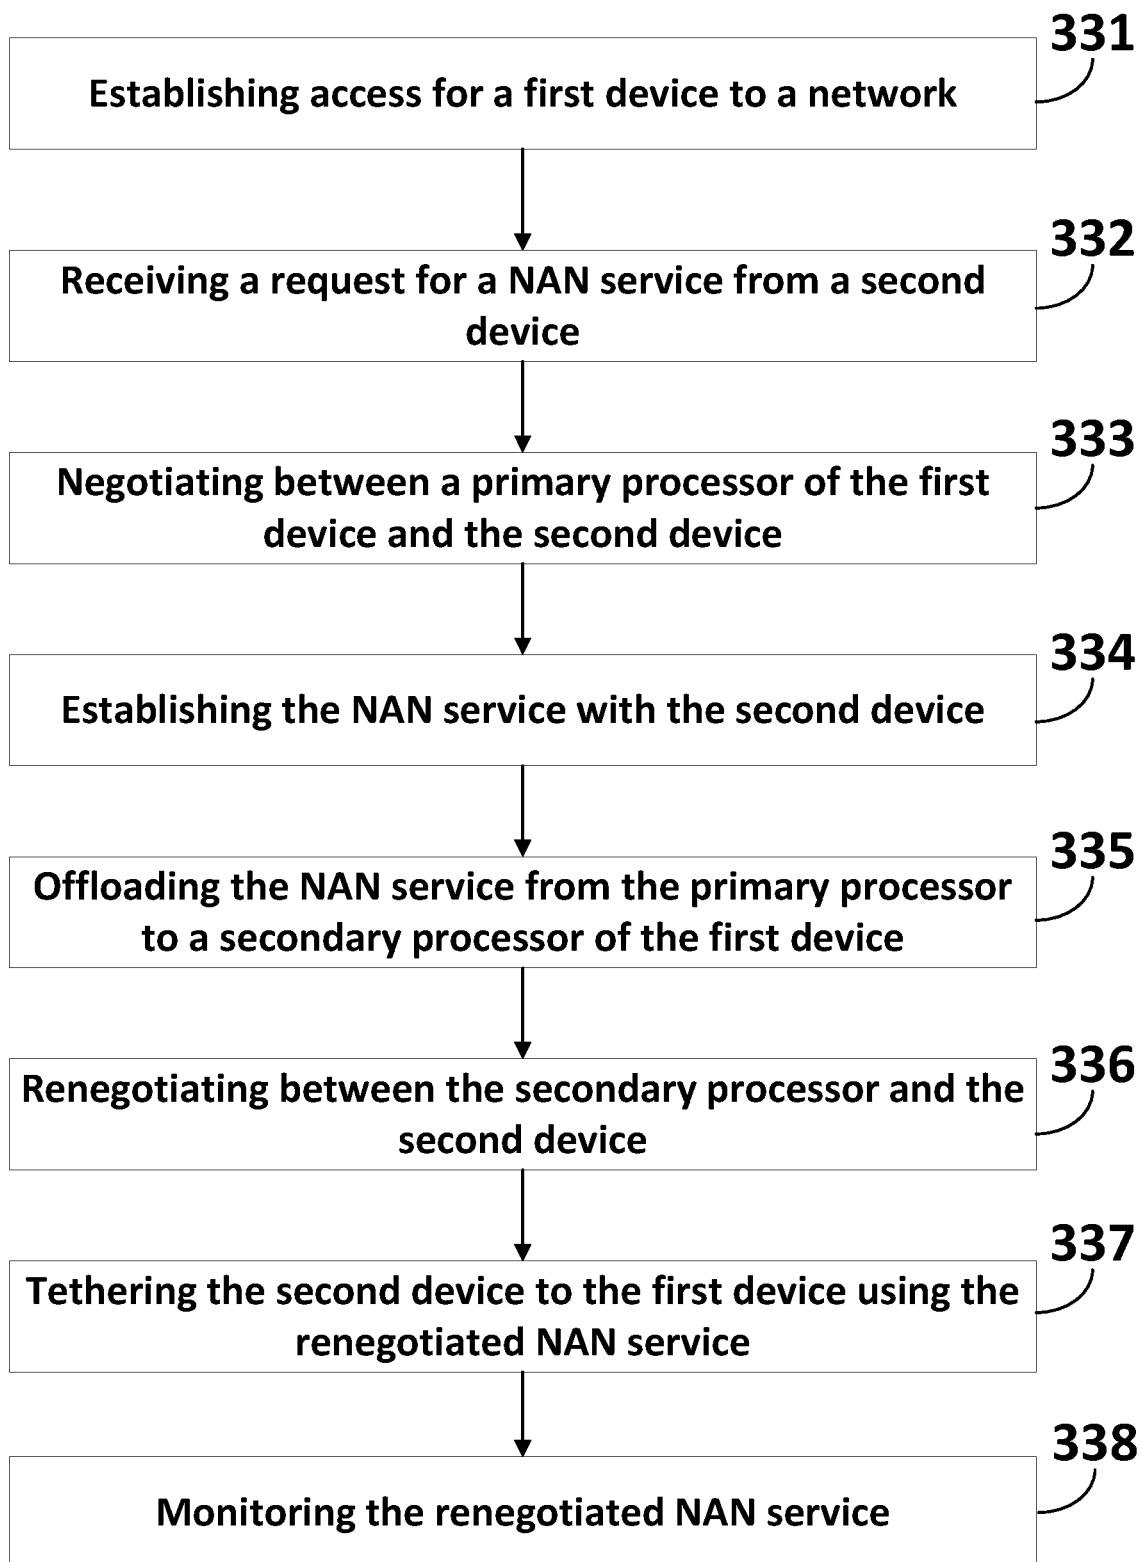 331
Establishing access for a first device to a network
332
Receiving a request for a NAN service from a second
device
333
Negotiating between a primary processor of the first
device and the second device
334
Establishing the NAN service with the second device
335
Offloading the NAN service from the primary processor
to a secondary processor of the first device
336
Renegotiating between the secondary processor and the
second device
337
Tethering the second device to the first device using the
renegotiated NAN service
338
Monitoring the renegotiated NAN service